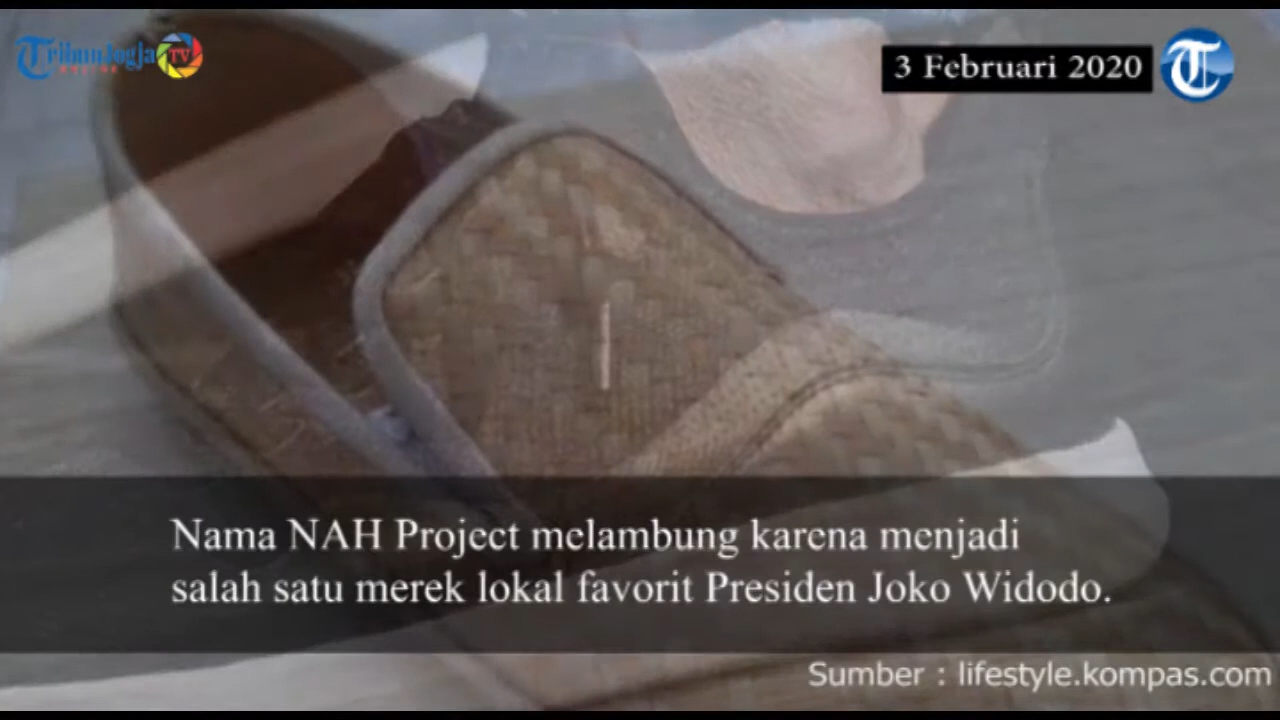 TribunJogja TV
3 Februari 2020
T
Nama NAH Project melambung karena menjadi
salah satu merek lokal favorit Presiden Joko Widodo.
Sumber : lifestyle.kompas.com